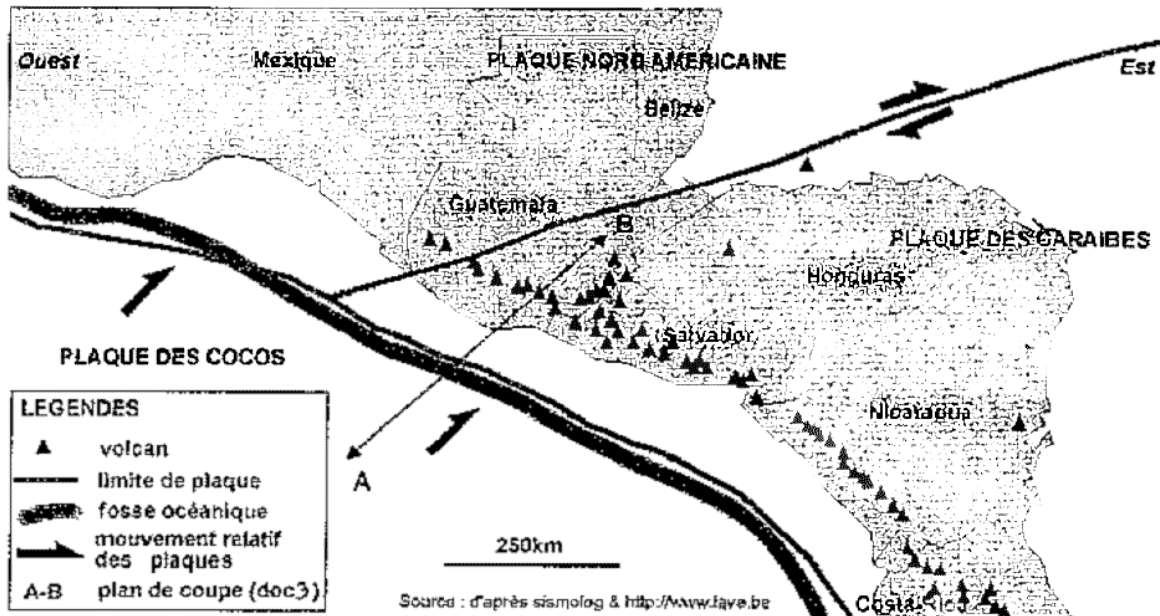 Ouest
Mexique
PLAQUE NORD AMERICAINE
Est
Belize
Guatemala
B
PLAQUE DES CARAIBES
Honduras
PLAQUE DES COCOS
Salvador
LEGENDES
volcan
limite de plaque
fosse océanique
mouvement relatif
des plaques
A-B plan de coupe (doc3)
Nicaragua
A
250km
Source : d'après sismolog & http://www.lave.be
Costa